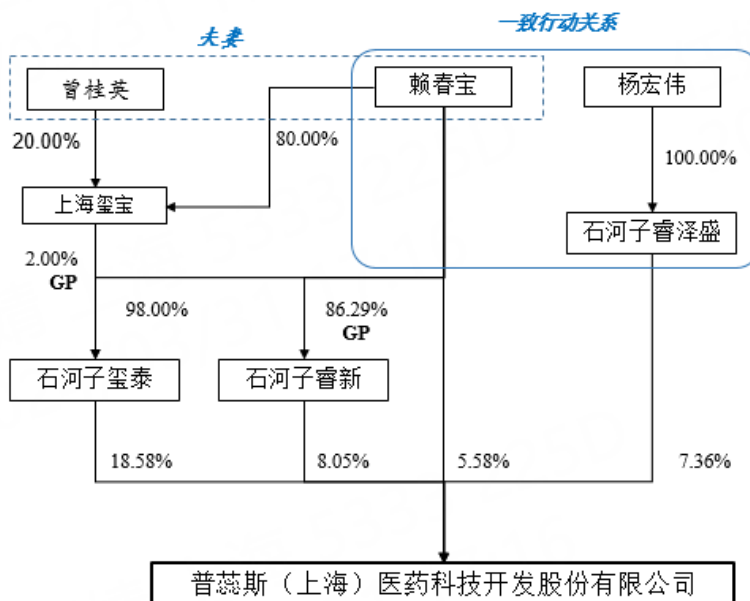 一致行动关系
夫妻
曾桂英
赖春宝
杨宏伟
20.00%
80.00%
100.00%
上海玺宝
石河子睿泽盛
2.00%
GP
98.00%
86.29%
GP
石河子玺泰
石河子睿新
18.58%
8.05%
5.58%
7.36%
普蕊斯（上海）医药科技开发股份有限公司